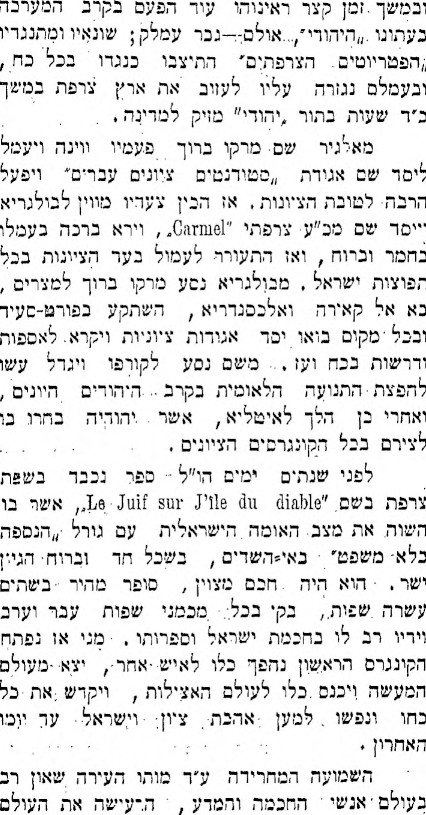 ובמשך זמן קצר ראינוהו עוד הפעם בקרב המערכה
בעתונו „היהודי”, אולם—גבר עמלק; שונאיו ומתנגדיו
„הפטריוטים הצרפתים” התיצבו כנגדו בכל כח,
ובעמלם נגזרה עליו לעזוב את ארץ צרפת במשך
כ״ד שעות בתור „יהודי” מזיק למדינה.
מאלגיר שם מרקו ברוך פעמיו ווינה ויעמל
ליסד שם אגודת „סטודנטים ציונים עברים” ויפעל
הרבה לטובת הציונות. אז הכין צעדיו מווין לבולגריא
וייסד שם מכ״ע צרפתי „Carmel”, וירא ברכה בעמלו
בחמר וברוח, ואז התעורר לעמול בעד הציונות בכל
תפוצות ישראל. מבולגריא נסע מרקו ברוך למצרים,
בא אל קאירה ואלכסנדריא, השתקע בפורט-סעיד
ובכל מקום בואו יסד אגודות ציוניות ויקרא לאספות
ודרשות בכח ועז. משם נסע לקורפו ויגדל עשו
להפצת התנועה הלאומית בקרב היהודים היונים,
ואחרי כן הלך לאיטליא, אשר יהודיה בחרו בו
לצירם בכל הקונגרסים הציונים.
לפני שנתים ימים הו״ל ספר נכבד בשפת
צרפת בשם „Le Juif sur J'île du diable”, אשר בו
השוה את מצב האומה הישראלית עם גורל „הנספה
בלא משפט” באי־השדים, בשכל חד וברוח הגיון
ישר. הוא היה חכם מצוין, סופר מהיר בשתים
עשרה שפות, בקי בכל מכמני שפות עבר וערב
וידיו רב לו בחכמת ישראל וספרותו. מני אז נפתח
הקונגרס הראשון נהפך כלו לאיש אחר, יצא מעולם
המעשה ויכנס כלו לעולם האצילות, ויקדש את כל
כחו ונפשו למען אהבת ציון וישראל עד יומו
האחרון.
השמועה המחרידה ע״ד מותו העירה שאון רב
בעולם אנשי החכמה והמדע, הרעישה את העולם